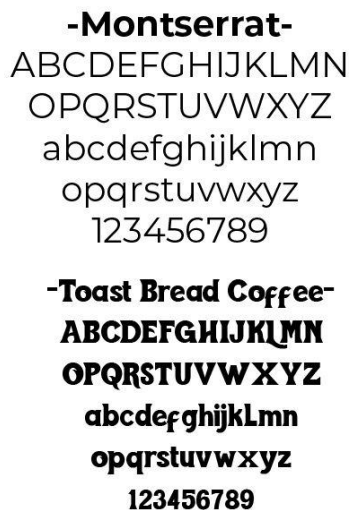 -Montserrat-
ABCDEFGHIJKLMN
OPQRSTUVWXYZ
abcdefghijklmn
opqrstuvwxyz
123456789
-Toast Bread Coffee-
ABCDEFGHIJKLMN
OPQRSTUVWXYZ
abcdefghijkLmn
opqrstuvwxyz
123456789